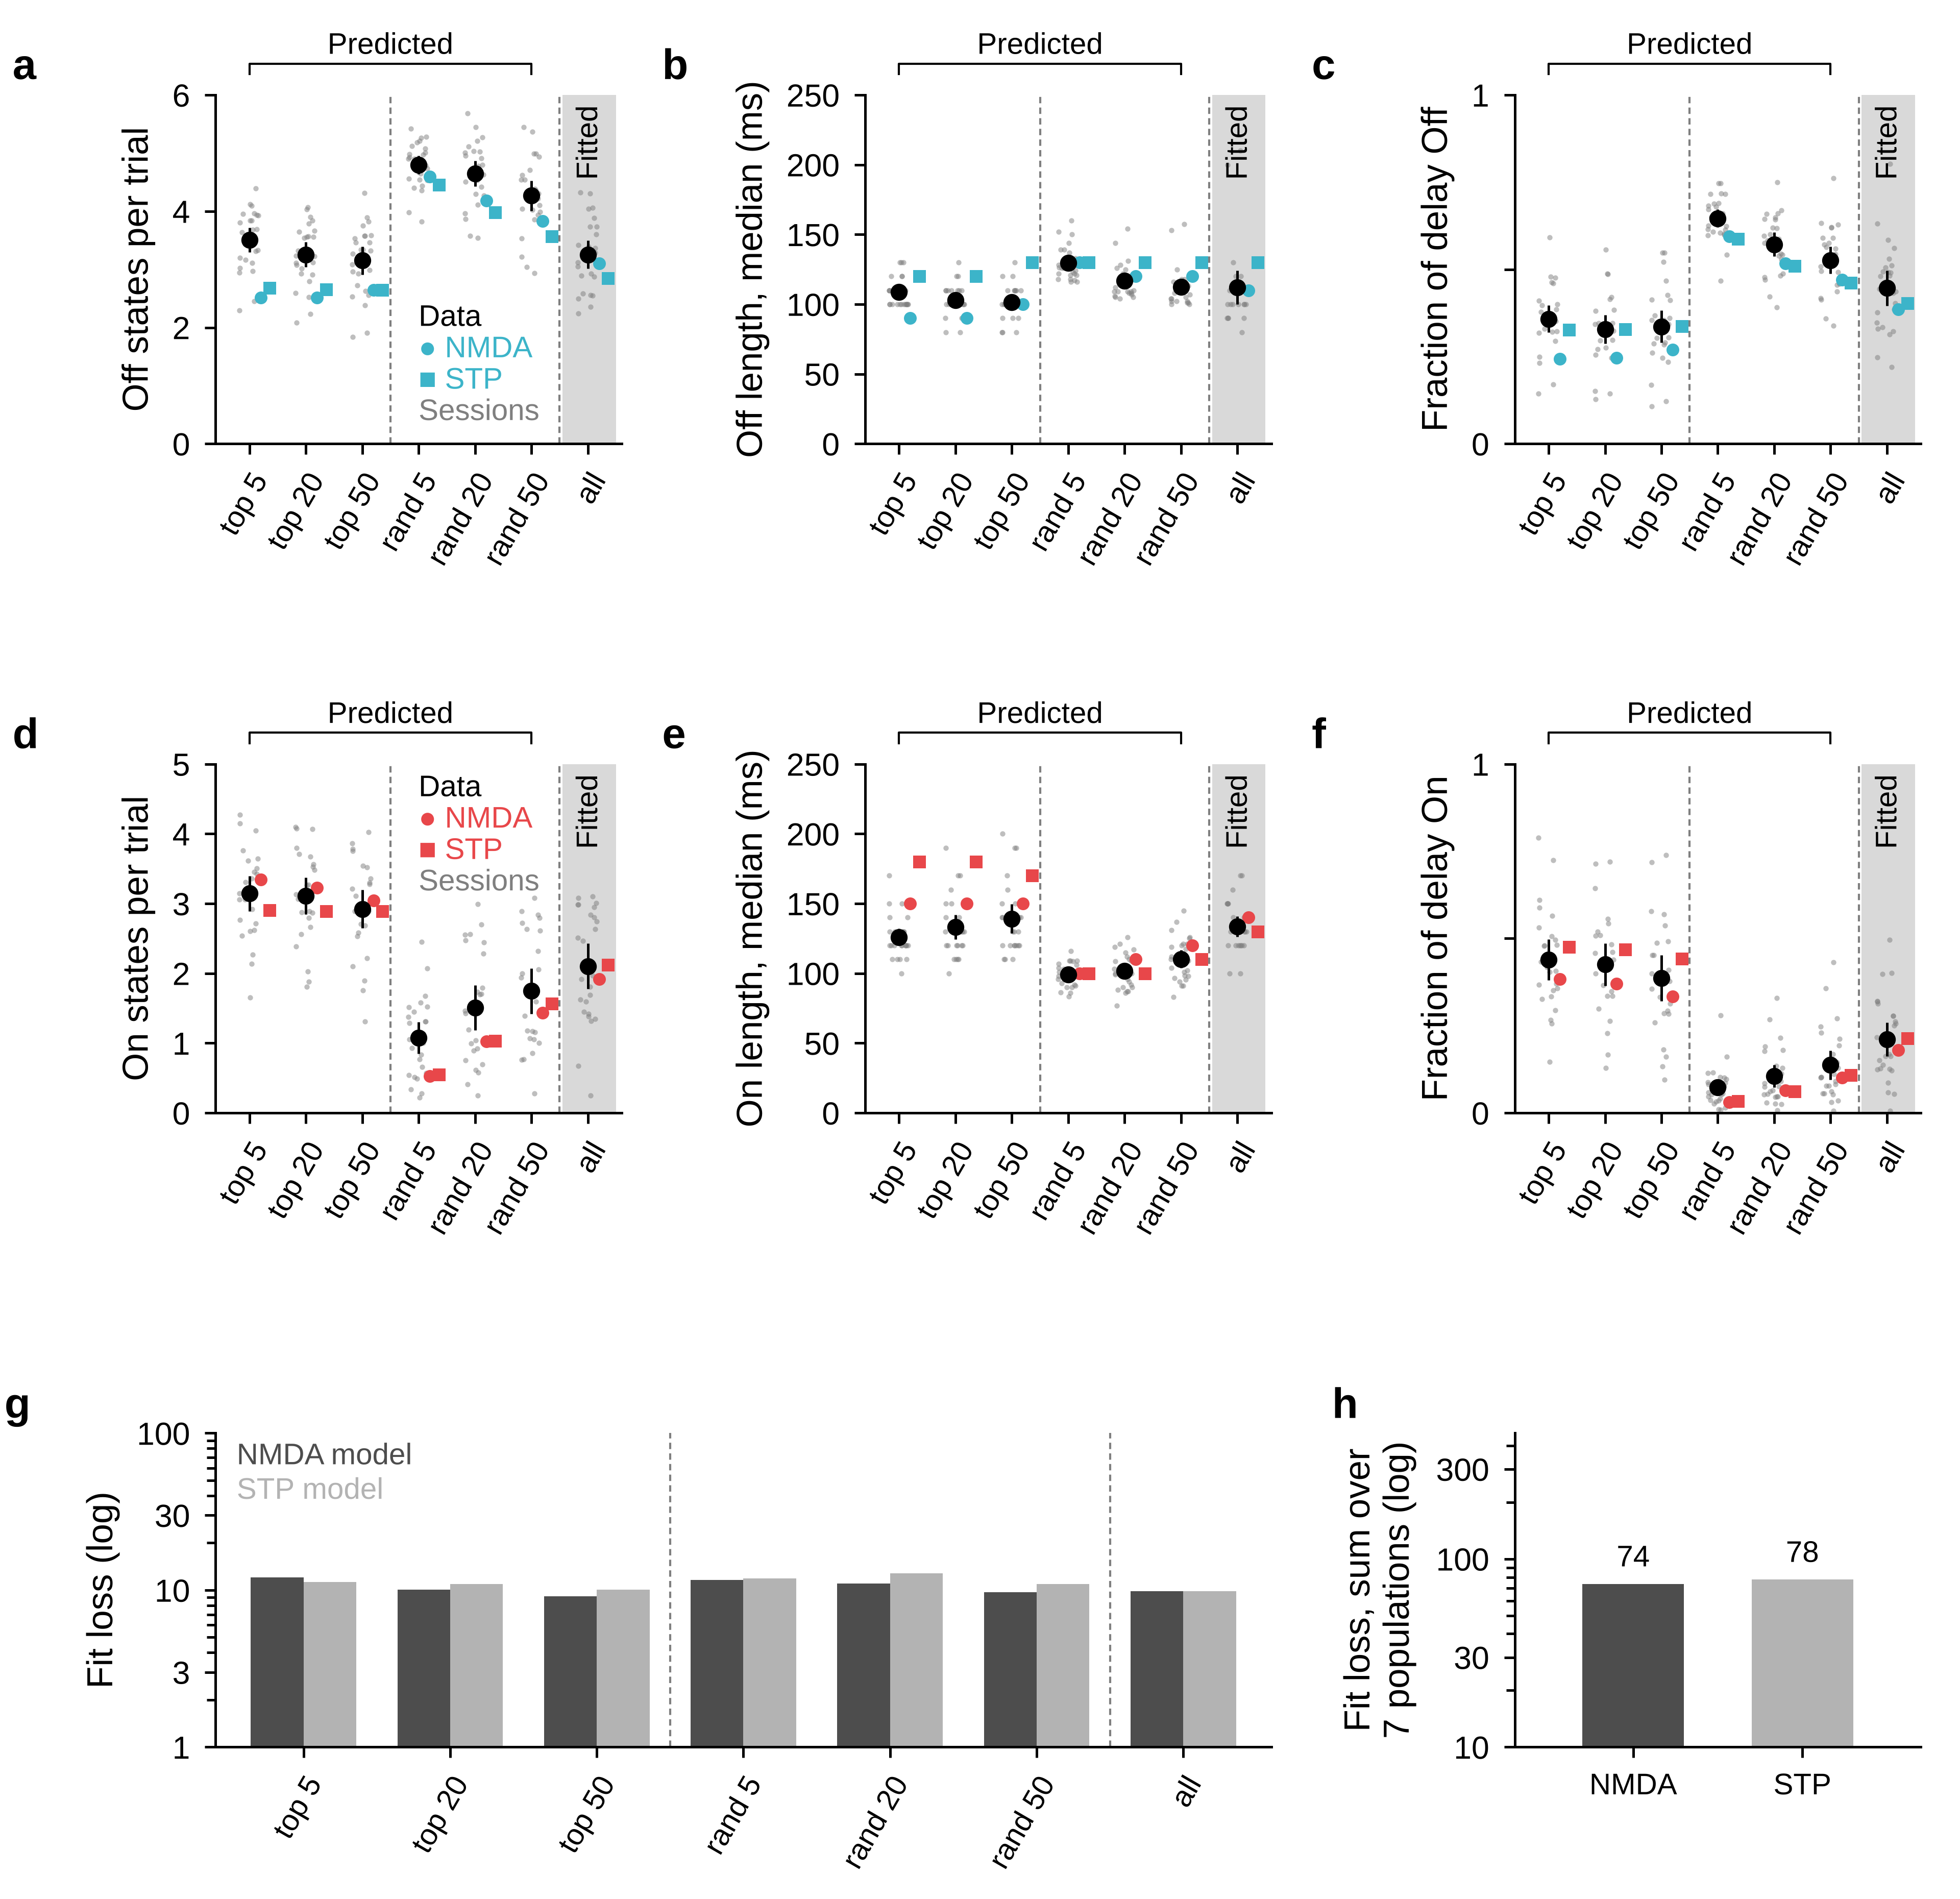 a
Predicted
Off states per trial
6
4
2
0
Fitted
Data
NMDA
STP
Sessions
top 5
top 20
top 50
rand 5
rand 20
rand 50
all
b
Predicted
Off length, median (ms)
250
200
150
100
50
0
Fitted
top 5
top 20
top 50
rand 5
rand 20
rand 50
all
c
Predicted
Fraction of delay Off
1
0
Fitted
top 5
top 20
top 50
rand 5
rand 20
rand 50
all
d
Predicted
On states per trial
5
4
3
2
1
0
Data
NMDA
STP
Sessions
Fitted
top 5
top 20
top 50
rand 5
rand 20
rand 50
all
e
Predicted
On length, median (ms)
250
200
150
100
50
0
Fitted
top 5
top 20
top 50
rand 5
rand 20
rand 50
all
f
Predicted
Fraction of delay On
1
0
Fitted
top 5
top 20
top 50
rand 5
rand 20
rand 50
all
g
Fit loss (log)
100
30
10
3
1
NMDA model
STP model
top 5
top 20
top 50
rand 5
rand 20
rand 50
all
h
Fit loss, sum over
7 populations (log)
300
100
30
10
74
78
NMDA
STP